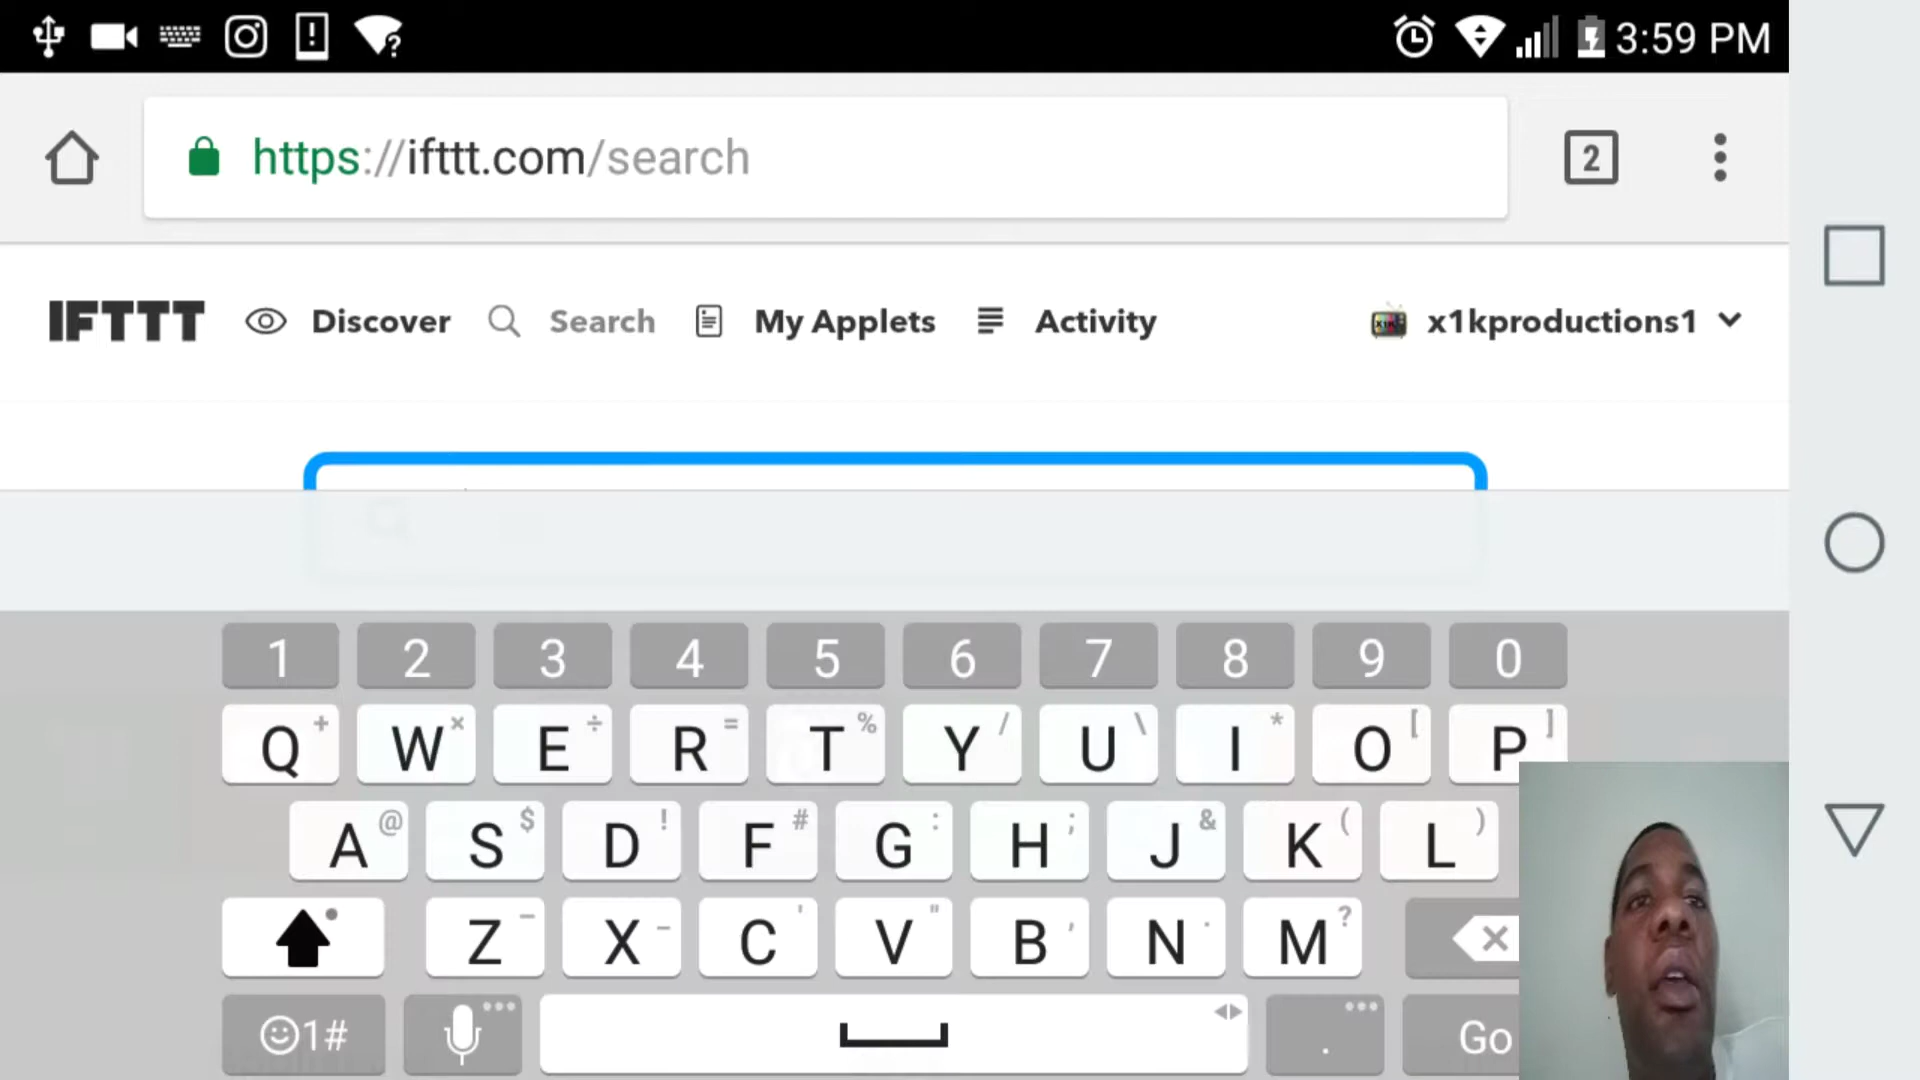 3:59 PM
https://ifttt.com/search
2
IFTTT Discover Search My Applets Activity x1kproductions1
1 2 3 4 5 6 7 8 9 0
Q + W × E ÷ R = T % Y / U \ I * O [ P ]
A @ S $ D ! F # G : H ; J & K ( L )
Z - X _ C ' V " B , N . M ?
1# . Go